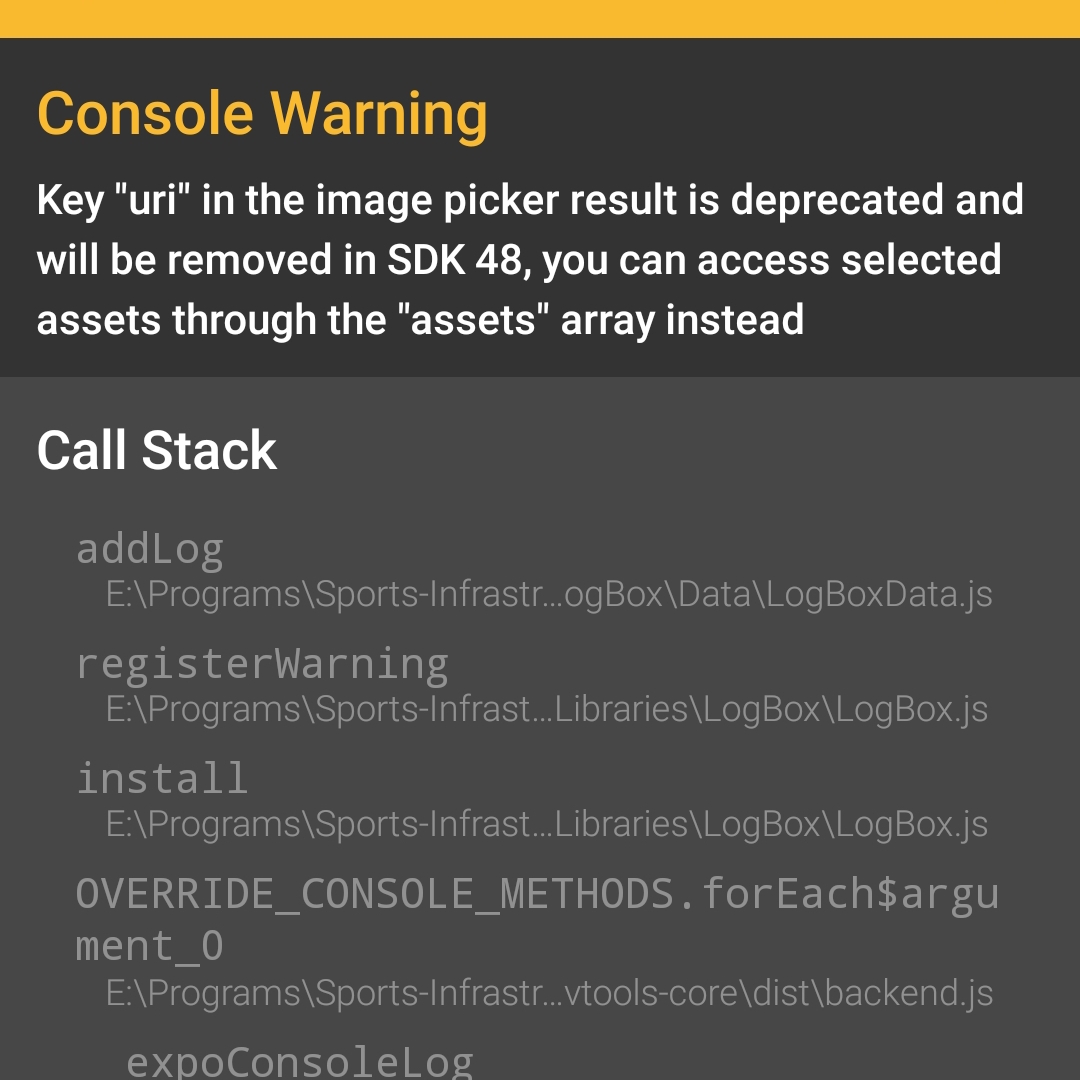 Console Warning
Key "uri" in the image picker result is deprecated and
will be removed in SDK 48, you can access selected
assets through the "assets" array instead
Call Stack
addLog
E:\Programs\Sports-Infrastr...ogBox\Data\LogBoxData.js
registerWarning
E:\Programs\Sports-Infrast...Libraries\LogBox\LogBox.js
install
E:\Programs\Sports-Infrast...Libraries\LogBox\LogBox.js
OVERRIDE_CONSOLE_METHODS.forEach$argu
ment_0
E:\Programs\Sports-Infrastr...vtools-core\dist\backend.js
expoConsoleLog